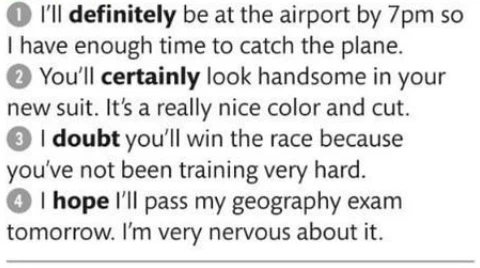 1 I'll definitely be at the airport by 7pm so
I have enough time to catch the plane.
2 You'll certainly look handsome in your
new suit. It's a really nice color and cut.
3 I doubt you'll win the race because
you've not been training very hard.
4 I hope I'll pass my geography exam
tomorrow. I'm very nervous about it.